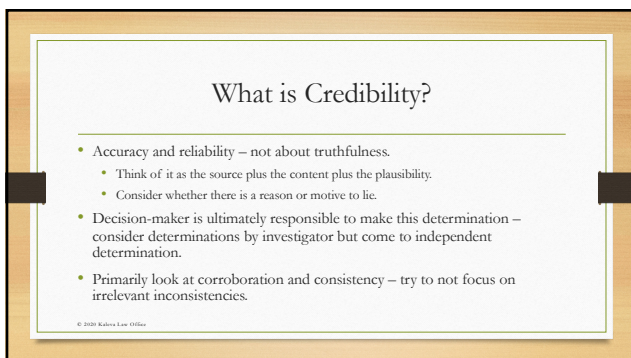 What is Credibility?
• Accuracy and reliability – not about truthfulness.
• Think of it as the source plus the content plus the plausibility.
• Consider whether there is a reason or motive to lie.
• Decision-maker is ultimately responsible to make this determination –
consider determinations by investigator but come to independent
determination.
• Primarily look at corroboration and consistency – try to not focus on
irrelevant inconsistencies.
© 2020 Kaleva Law Office